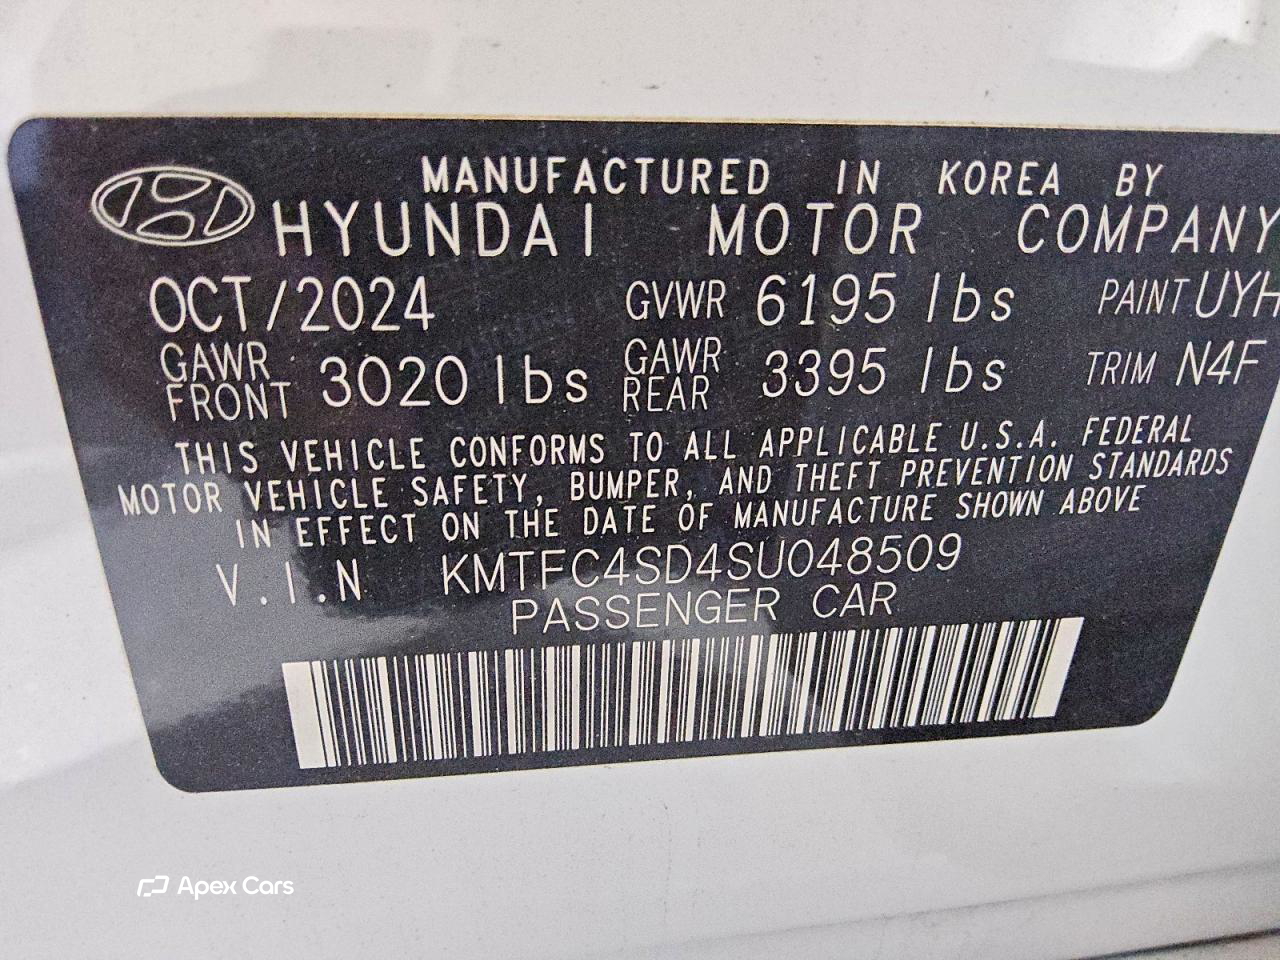 MANUFACTURED IN KOREA BY
HYUNDAI MOTOR COMPANY
OCT/2024 GVWR 6195 lbs PAINT UYH
GAWR FRONT 3020 lbs GAWR REAR 3395 lbs TRIM N4F
THIS VEHICLE CONFORMS TO ALL APPLICABLE U.S.A. FEDERAL
MOTOR VEHICLE SAFETY, BUMPER, AND THEFT PREVENTION STANDARDS
IN EFFECT ON THE DATE OF MANUFACTURE SHOWN ABOVE
V.I.N KMTFC4SD4SU048509
PASSENGER CAR
Apex Cars